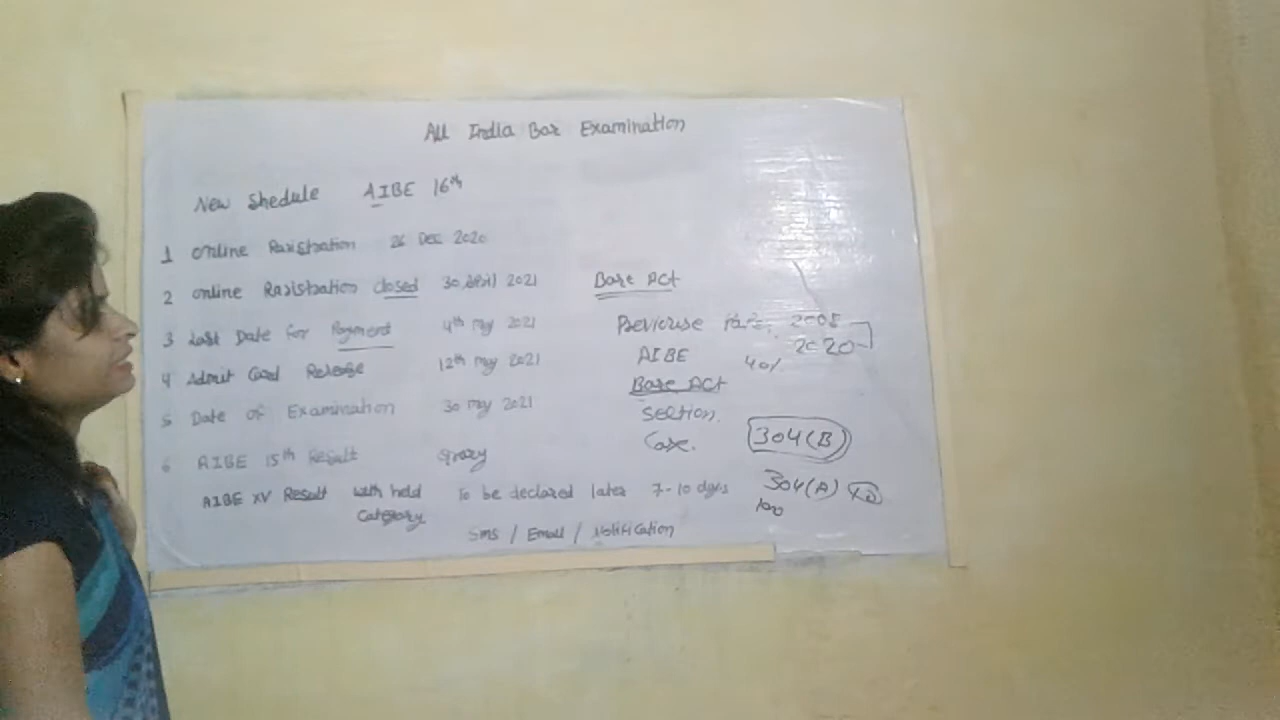 All India Bar Examination
New Shedule AIBE 16th
1 Online Rasistration 26 Dec 2020
2 Online Rasistration closed 30 April 2021
3 Last Date for Payment 4th may 2021
4 Admit Card Release 12th may 2021
5 Date of Examination 30 may 2021
6 AIBE 15th Result
AIBE XV Result with held Category To be declared later 7-10 days
Sms / Email / Notification
Bare Act
Previouse 2020
AIBE 40%
Bare Act
Section.
Case. 304(B)
304(A)
100